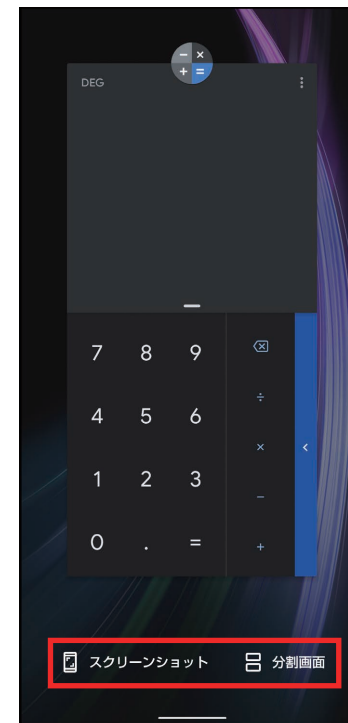 − ×
+ =
DEG
7 8 9
÷
4 5 6
×
1 2 3
−
0 . =
+
スクリーンショット 分割画面